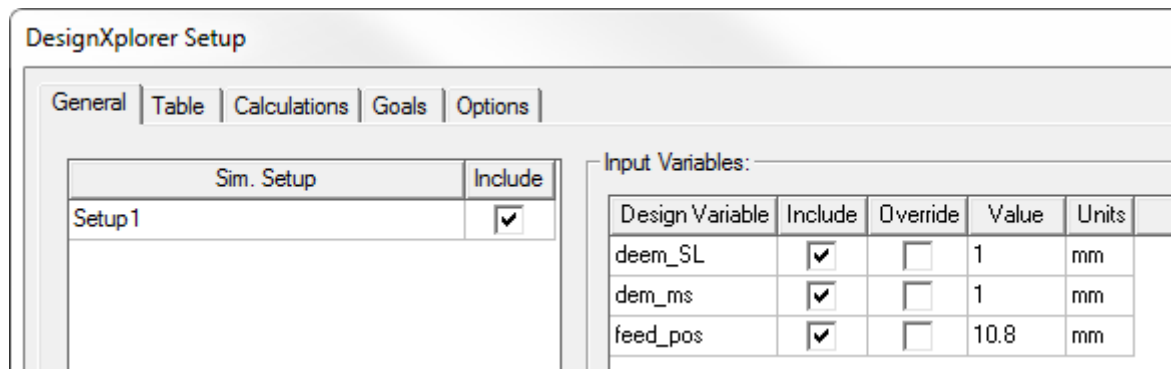 DesignXplorer Setup
General Table Calculations Goals Options
Sim. Setup Include
Setup1
Input Variables:
Design Variable Include Override Value Units
deem_SL 1 mm
dem_ms 1 mm
feed_pos 10.8 mm